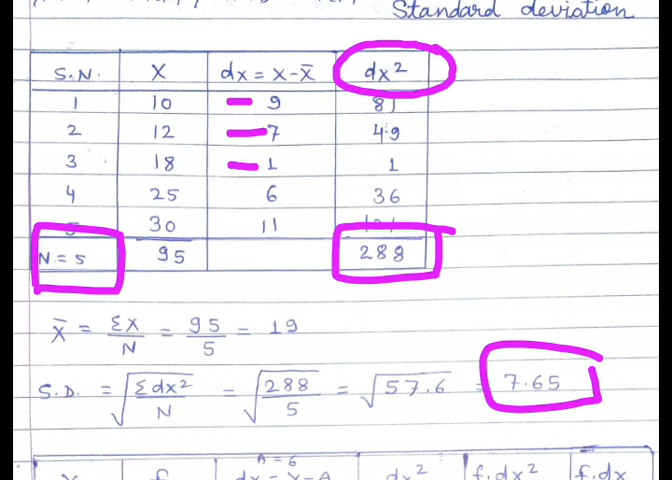 Standard deviation
S.N. X dx = X-X̄ dx²
1 10 -9 81
2 12 -7 49
3 18 -1 1
4 25 6 36
5 30 11 121
N = 5 95 288
X̄ = ΣX/N = 95/5 = 19
S.D. = √(Σdx²/N) = √(288/5) = √57.6 = 7.65
A = 6
X f dx = X-A dx² f.dx² f.dx